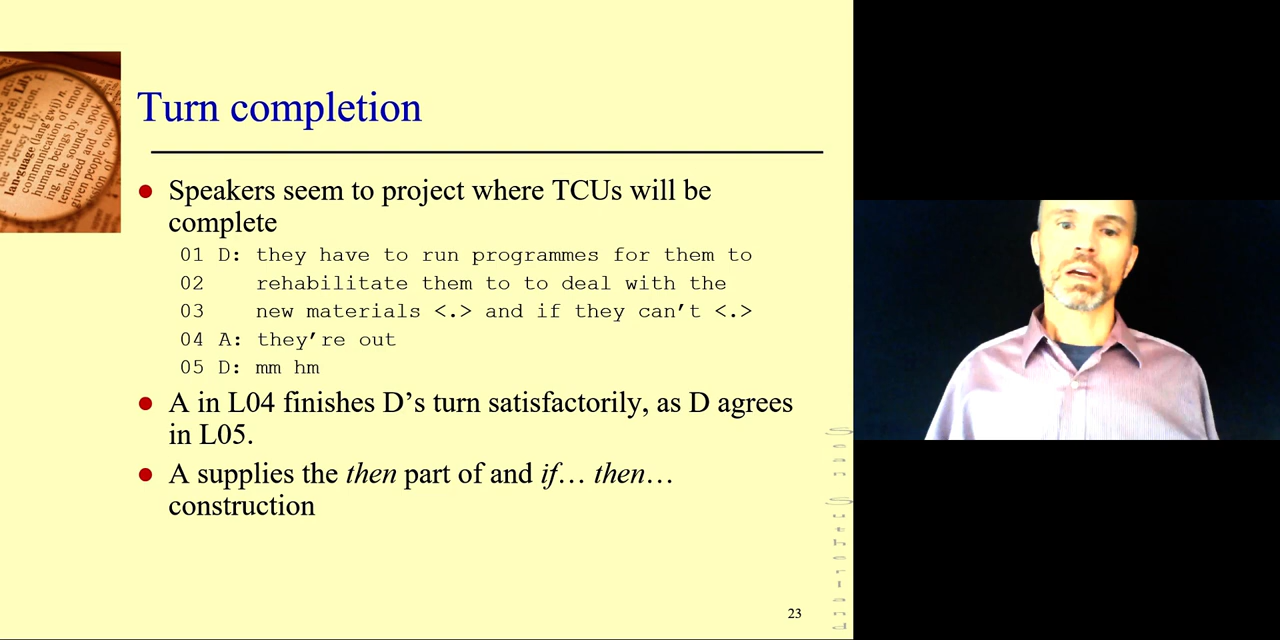 Turn completion
Speakers seem to project where TCUs will be
complete
01 D: they have to run programmes for them to
02 rehabilitate them to to deal with the
03 new materials <.> and if they can't <.>
04 A: they're out
05 D: mm hm
A in L04 finishes D's turn satisfactorily, as D agrees
in L05.
A supplies the then part of and if… then…
construction
Sean Sutherland
23